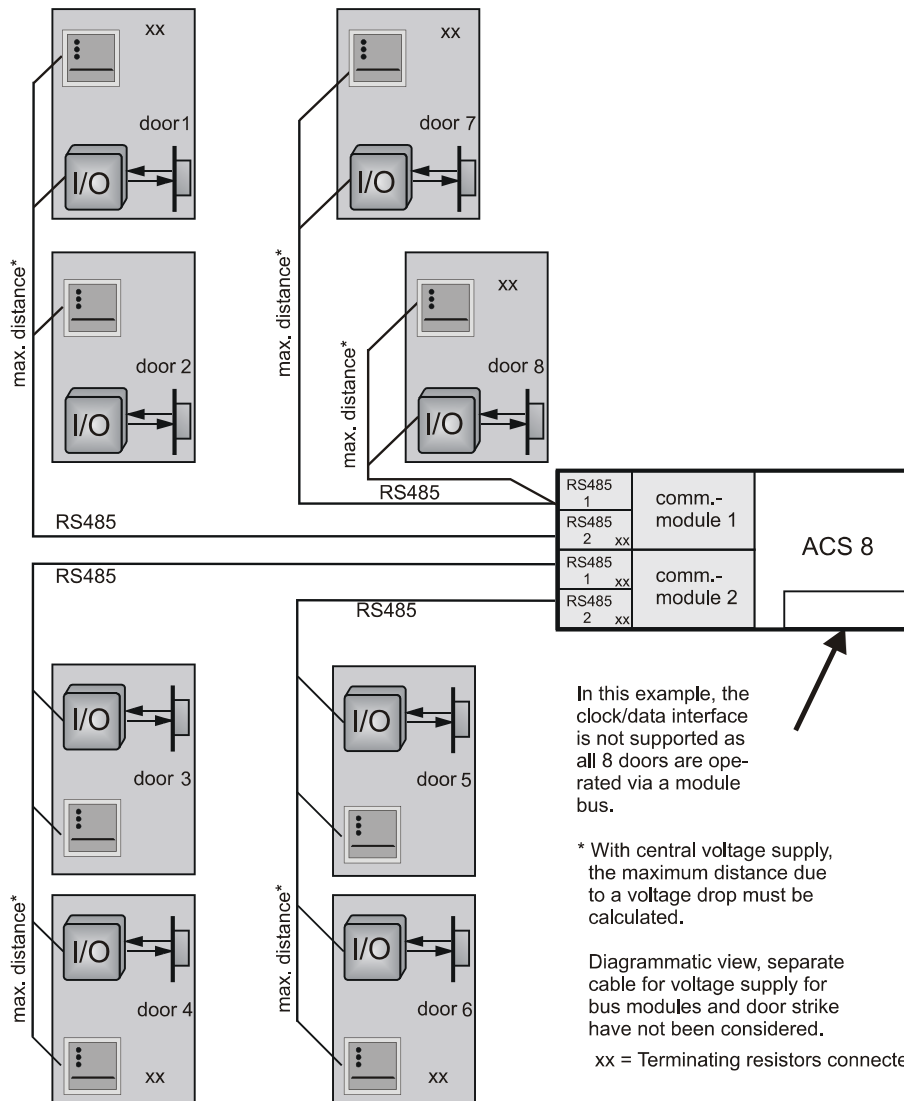 xx
door 1
I/O
max. distance*
door 2
I/O
RS485
xx
door 7
I/O
max. distance*
xx
door 8
I/O
max. distance*
RS485
RS485
1
RS485
2 xx
comm.-
module 1
RS485
1 xx
RS485
2 xx
comm.-
module 2
ACS 8
RS485
I/O
door 3
I/O
door 4
xx
max. distance*
RS485
I/O
door 5
I/O
door 6
xx
max. distance*
In this example, the
clock/data interface
is not supported as
all 8 doors are ope-
rated via a module
bus.
* With central voltage supply,
the maximum distance due
to a voltage drop must be
calculated.
Diagrammatic view, separate
cable for voltage supply for
bus modules and door strike
have not been considered.
xx = Terminating resistors connecte